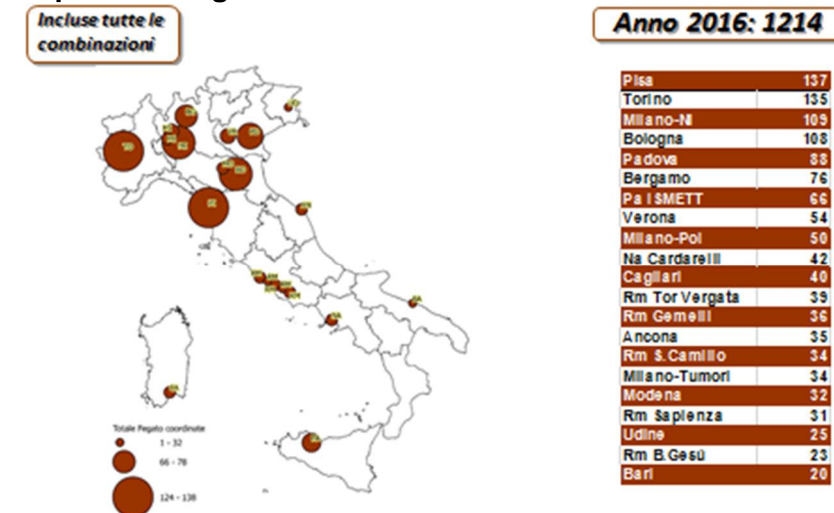 Incluse tutte le
combinazioni
Anno 2016: 1214
Pisa 137
Torino 135
Milano-Ni 109
Bologna 108
Padova 88
Bergamo 76
Pa ISMETT 66
Verona 54
Milano-Pol 50
Na Cardarelli 42
Cagliari 40
Rm Tor Vergata 39
Rm Gemelli 36
Ancona 35
Rm S.Camillo 34
Milano-Tumori 34
Modena 32
Rm Sapienza 31
Udine 25
Rm B.Gesù 23
Bari 20
Totale Fegato coordinate
1 - 32
66 - 78
124 - 138